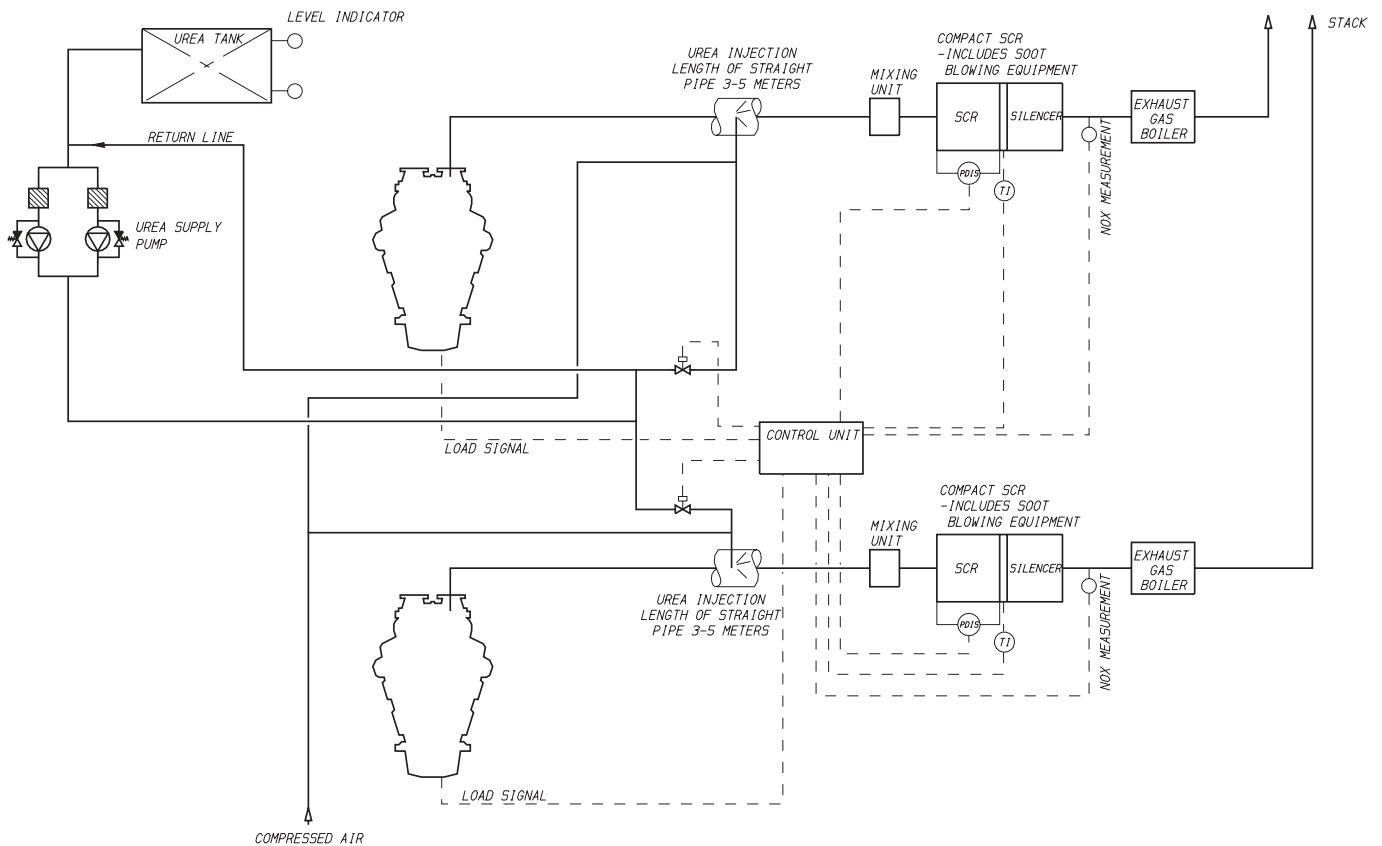 LEVEL INDICATOR
UREA TANK
RETURN LINE
UREA SUPPLY
PUMP
UREA INJECTION
LENGTH OF STRAIGHT
PIPE 3-5 METERS
MIXING
UNIT
COMPACT SCR
-INCLUDES SOOT
BLOWING EQUIPMENT
SCR
SILENCER
PDIS
TI
NOX MEASUREMENT
EXHAUST
GAS
BOILER
STACK
LOAD SIGNAL
CONTROL UNIT
COMPACT SCR
-INCLUDES SOOT
BLOWING EQUIPMENT
MIXING
UNIT
SCR
SILENCER
PDIS
TI
NOX MEASUREMENT
EXHAUST
GAS
BOILER
UREA INJECTION
LENGTH OF STRAIGHT
PIPE 3-5 METERS
LOAD SIGNAL
COMPRESSED AIR